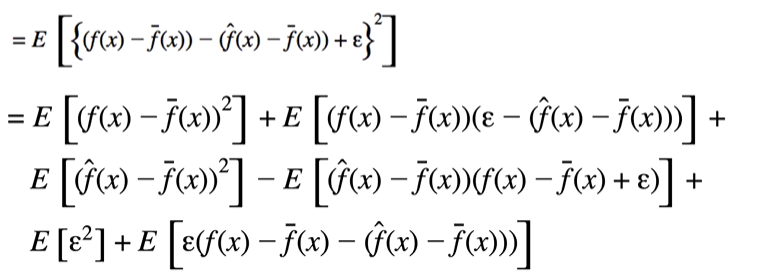 = E [{(f(x) − f̄(x)) − (f̂(x) − f̄(x)) + ε}²]
= E [(f(x) − f̄(x))²] + E [(f(x) − f̄(x))(ε − (f̂(x) − f̄(x)))] +
E [(f̂(x) − f̄(x))²] − E [(f̂(x) − f̄(x))(f(x) − f̄(x) + ε)] +
E [ε²] + E [ε(f(x) − f̄(x) − (f̂(x) − f̄(x)))]